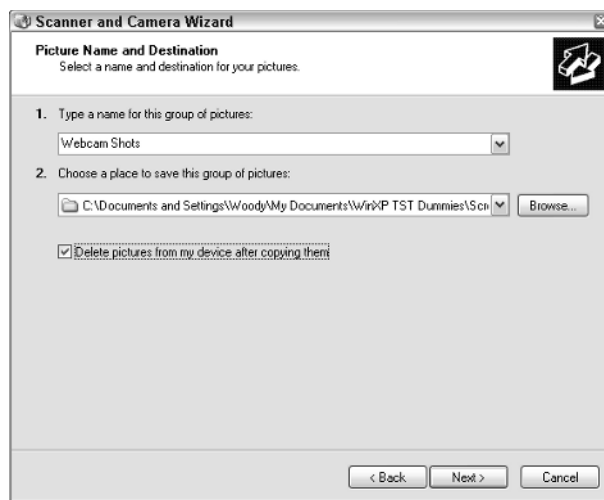 Scanner and Camera Wizard
Picture Name and Destination
Select a name and destination for your pictures.
1. Type a name for this group of pictures:
Webcam Shots
2. Choose a place to save this group of pictures:
C:\Documents and Settings\Woody\My Documents\WinXP TST Dummies\Scr
Browse...
Delete pictures from my device after copying them
< Back
Next >
Cancel